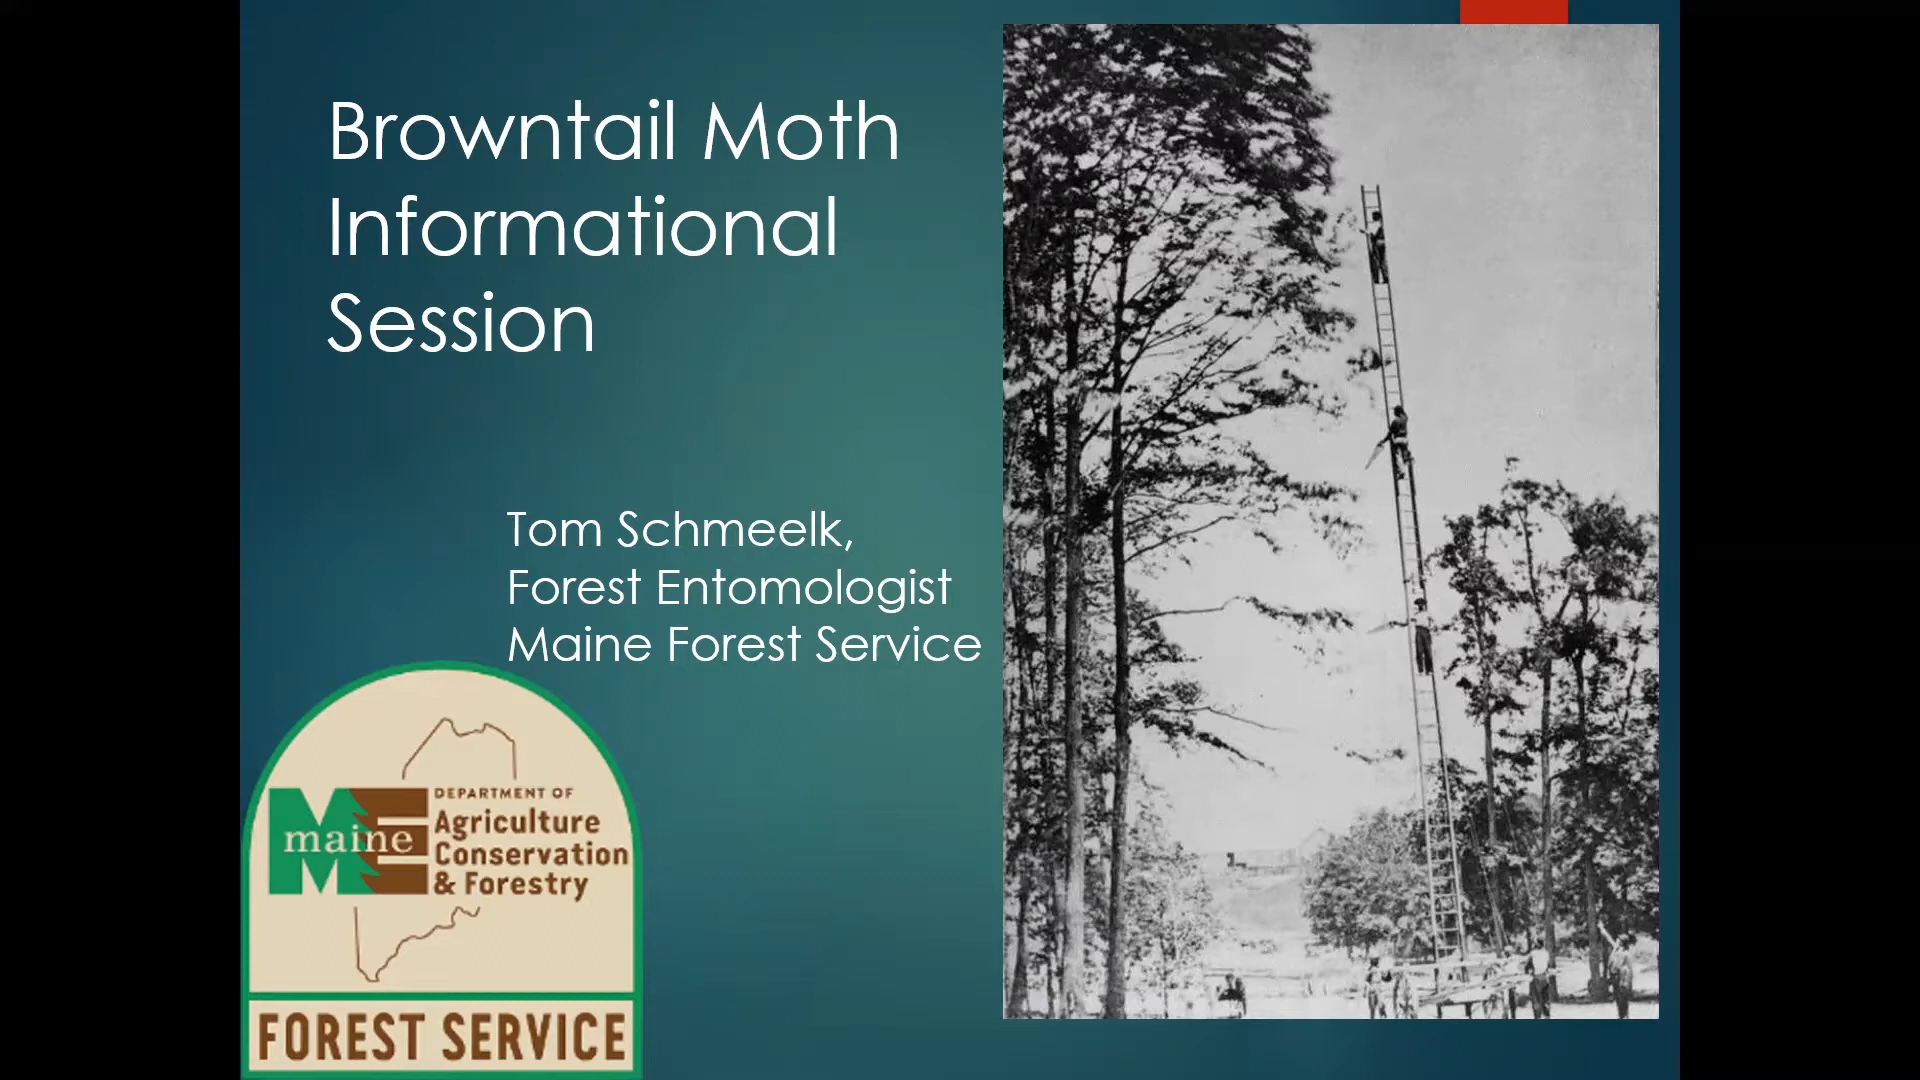 Browntail Moth
Informational
Session
Tom Schmeelk,
Forest Entomologist
Maine Forest Service
DEPARTMENT OF
maine
Agriculture
Conservation
& Forestry
FOREST SERVICE